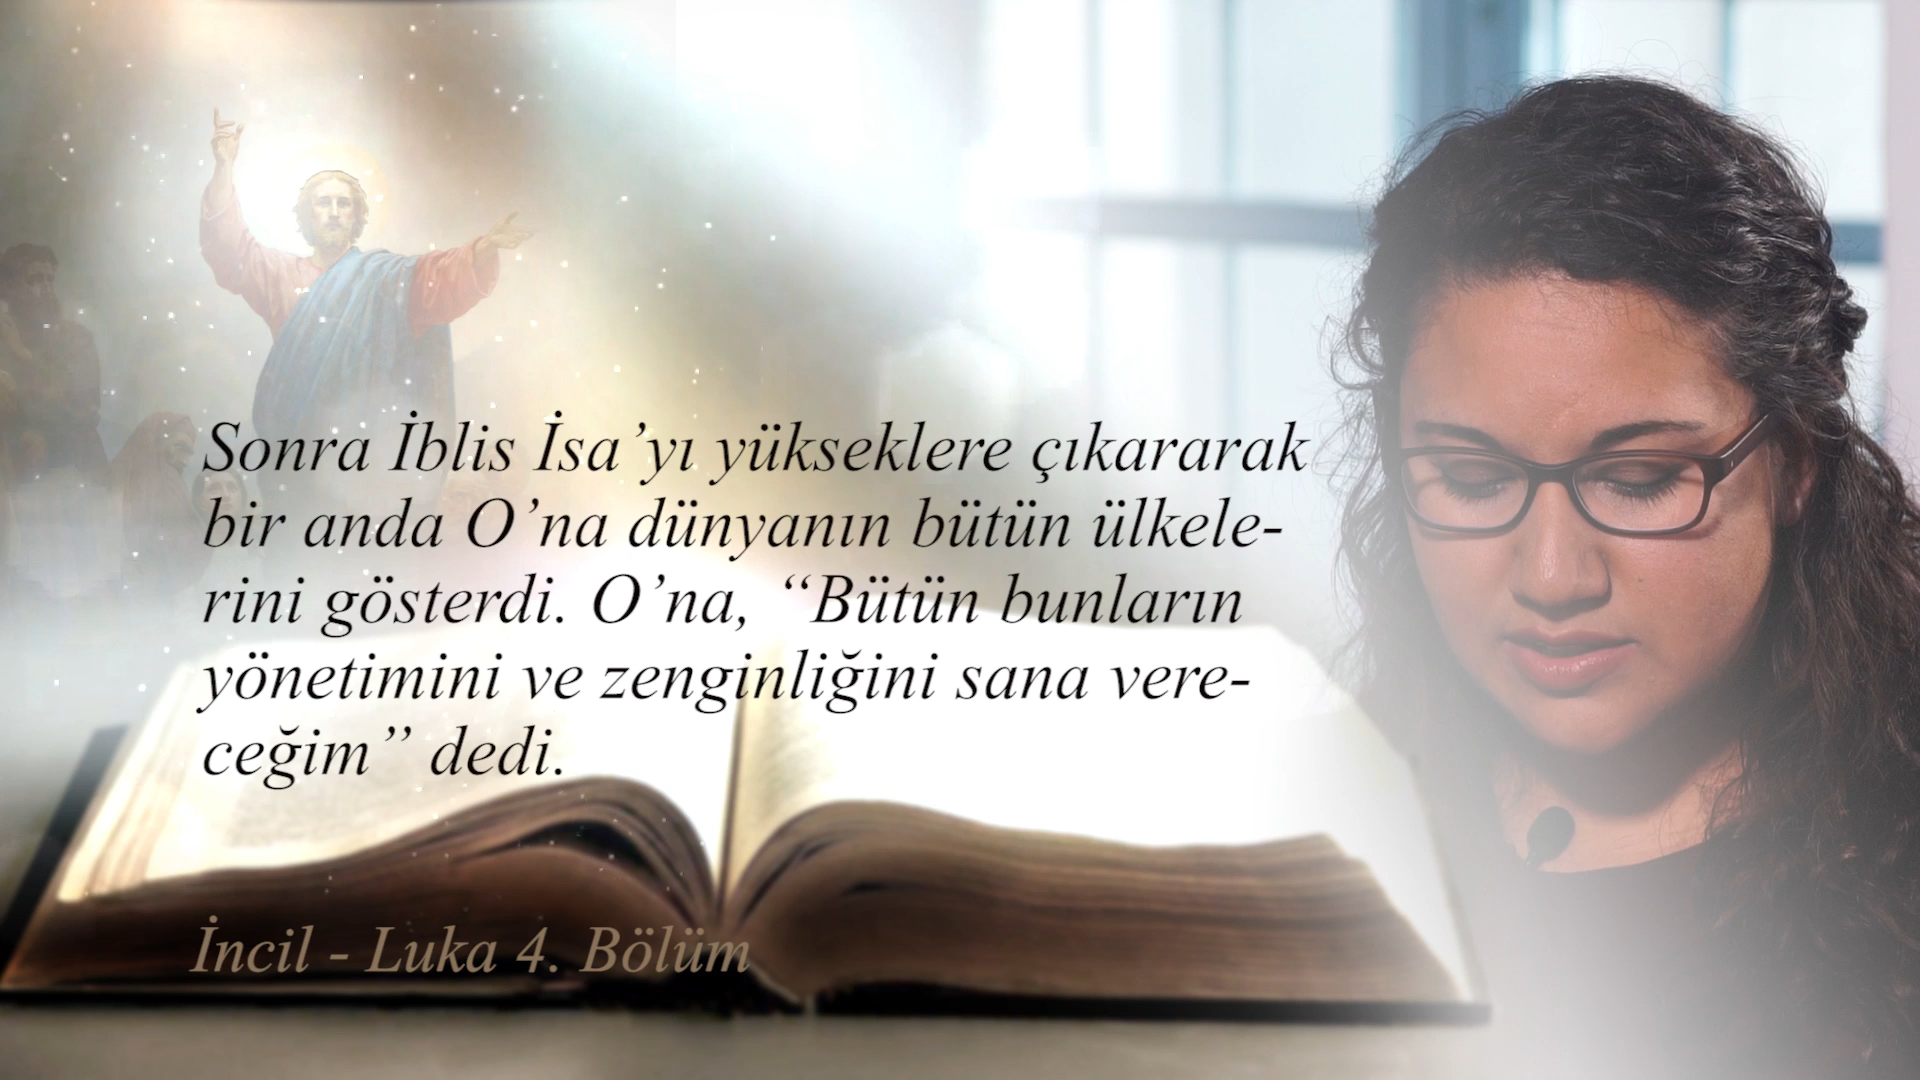 Sonra İblis İsa’yı yükseklere çıkararak
bir anda O’na dünyanın bütün ülkele-
rini gösterdi. O’na, “Bütün bunların
yönetimini ve zenginliğini sana vere-
ceğim” dedi.
İncil - Luka 4. Bölüm